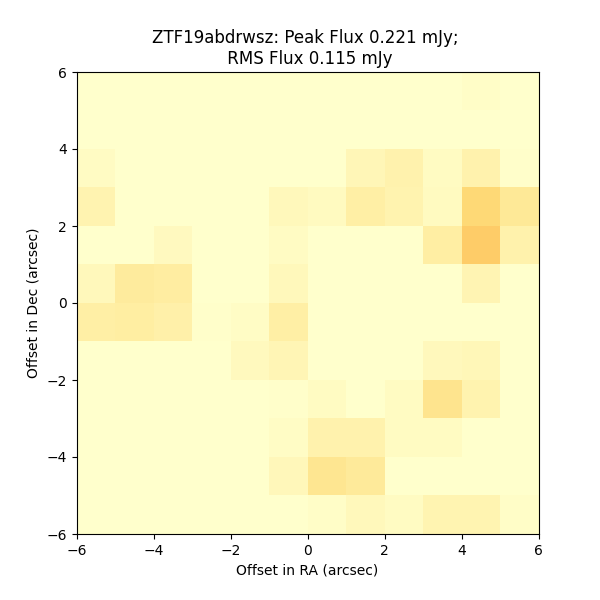 ZTF19abdrwsz: Peak Flux 0.221 mJy;
RMS Flux 0.115 mJy
6
4
2
0
−2
−4
−6
Offset in Dec (arcsec)
−6 −4 −2 0 2 4 6
Offset in RA (arcsec)